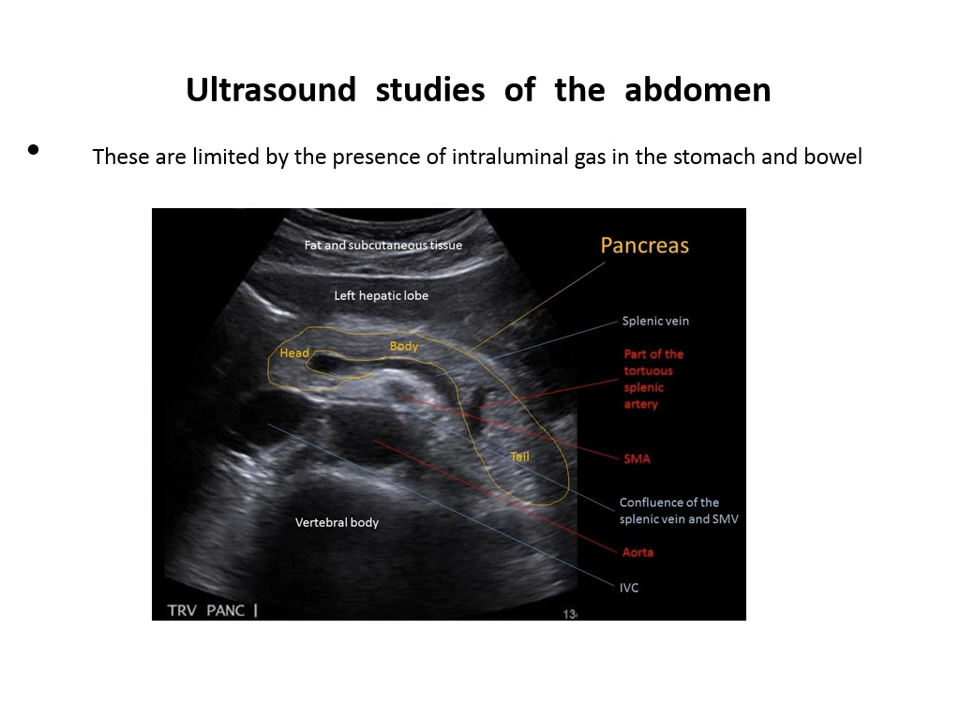 Ultrasound studies of the abdomen
• These are limited by the presence of intraluminal gas in the stomach and bowel
Fat and subcutaneous tissue
Pancreas
Left hepatic lobe
Splenic vein
Head
Body
Part of the
tortuous
splenic
artery
Tail
SMA
Confluence of the
splenic vein and SMV
Vertebral body
Aorta
IVC
TRV PANC
13